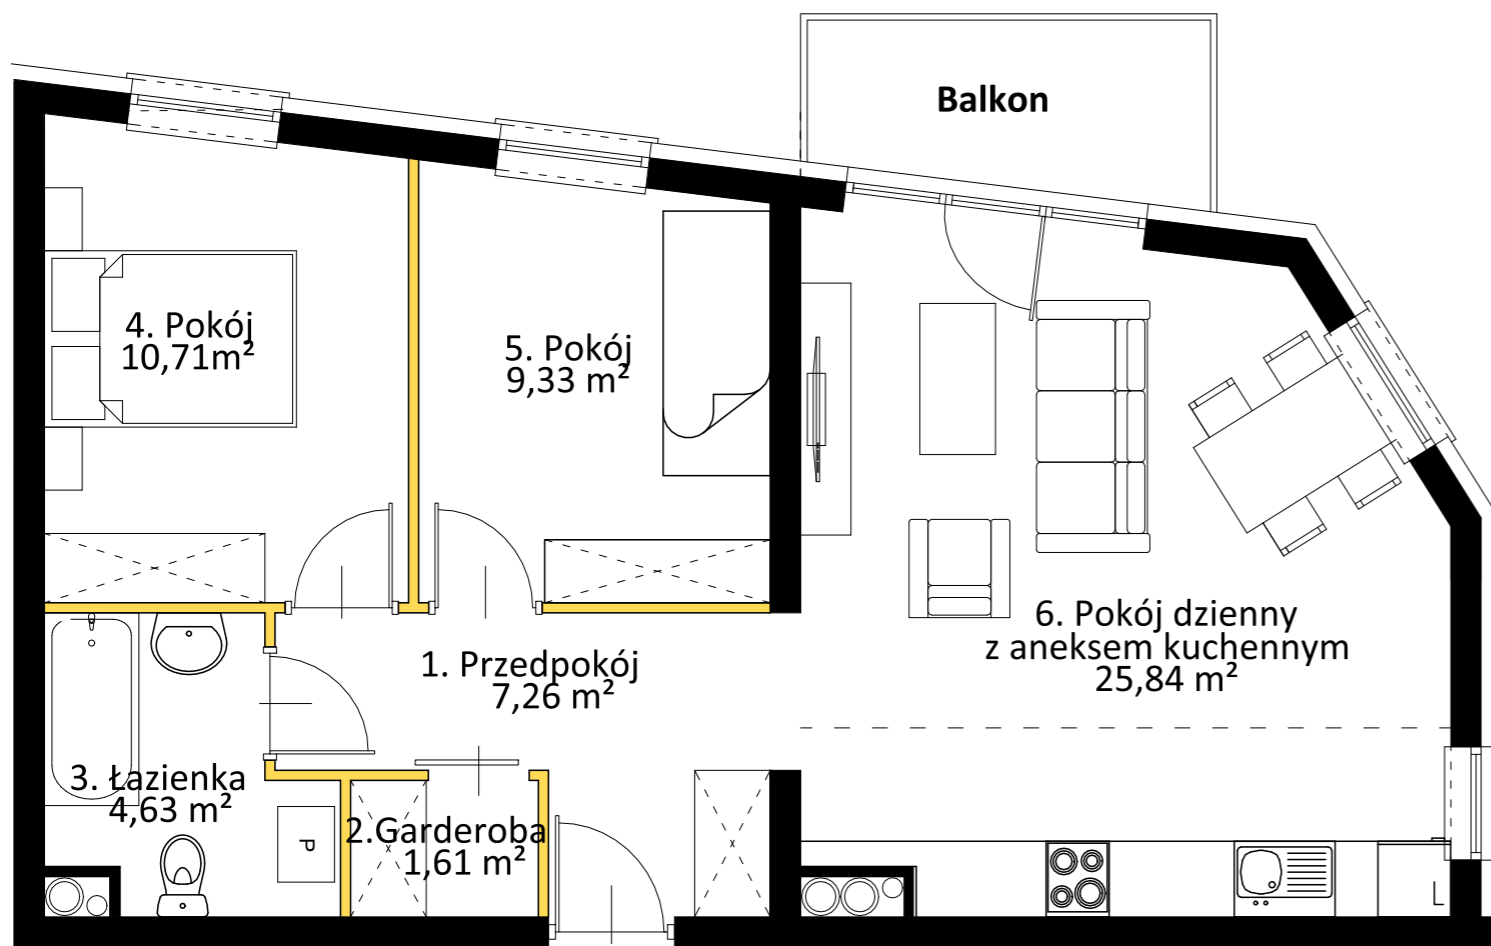 Balkon
4. Pokój
10,71m²
5. Pokój
9,33 m²
6. Pokój dzienny
z aneksem kuchennym
25,84 m²
1. Przedpokój
7,26 m²
3. Łazienka
4,63 m²
P
2.Garderoba
1,61 m²
L